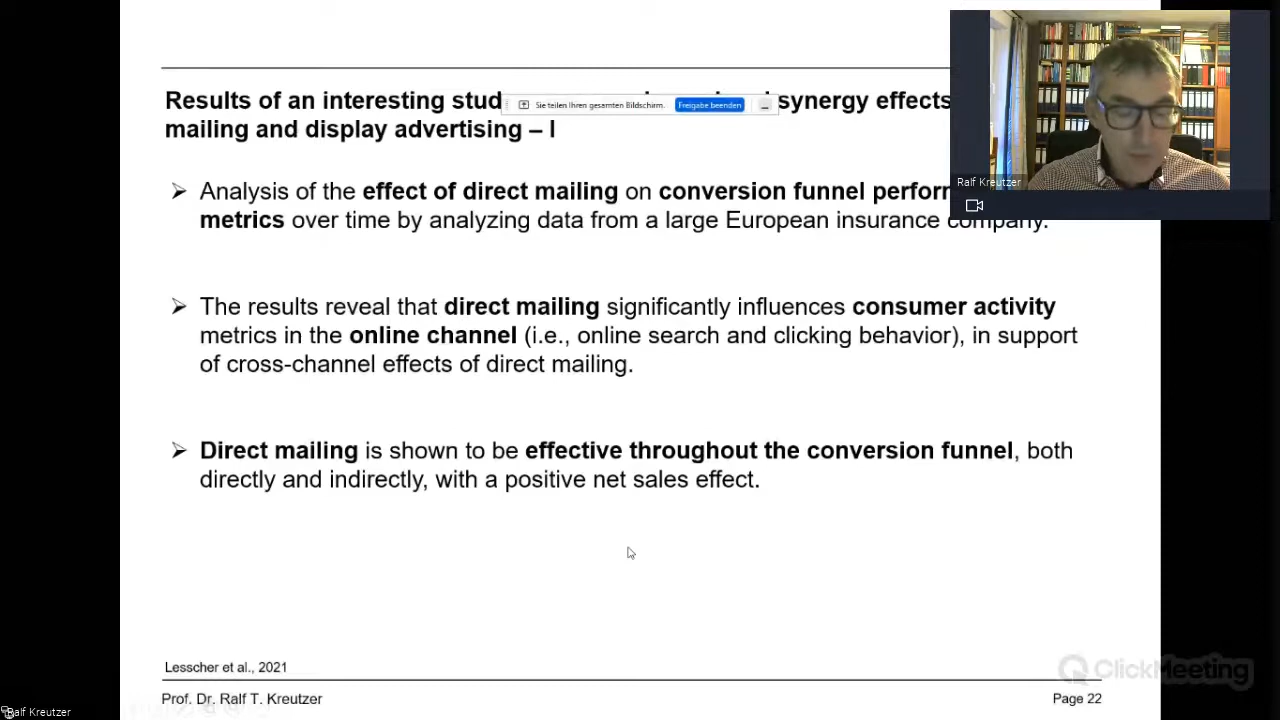 Results of an interesting stud
synergy effects
mailing and display advertising – I
Sie teilen Ihren gesamten Bildschirm. Freigabe beenden
Analysis of the effect of direct mailing on conversion funnel perform
metrics over time by analyzing data from a large European insurance company.
The results reveal that direct mailing significantly influences consumer activity
metrics in the online channel (i.e., online search and clicking behavior), in support
of cross-channel effects of direct mailing.
Direct mailing is shown to be effective throughout the conversion funnel, both
directly and indirectly, with a positive net sales effect.
Ralf Kreutzer
Lesscher et al., 2021
ClickMeeting
Prof. Dr. Ralf T. Kreutzer
Page 22
Ralf Kreutzer